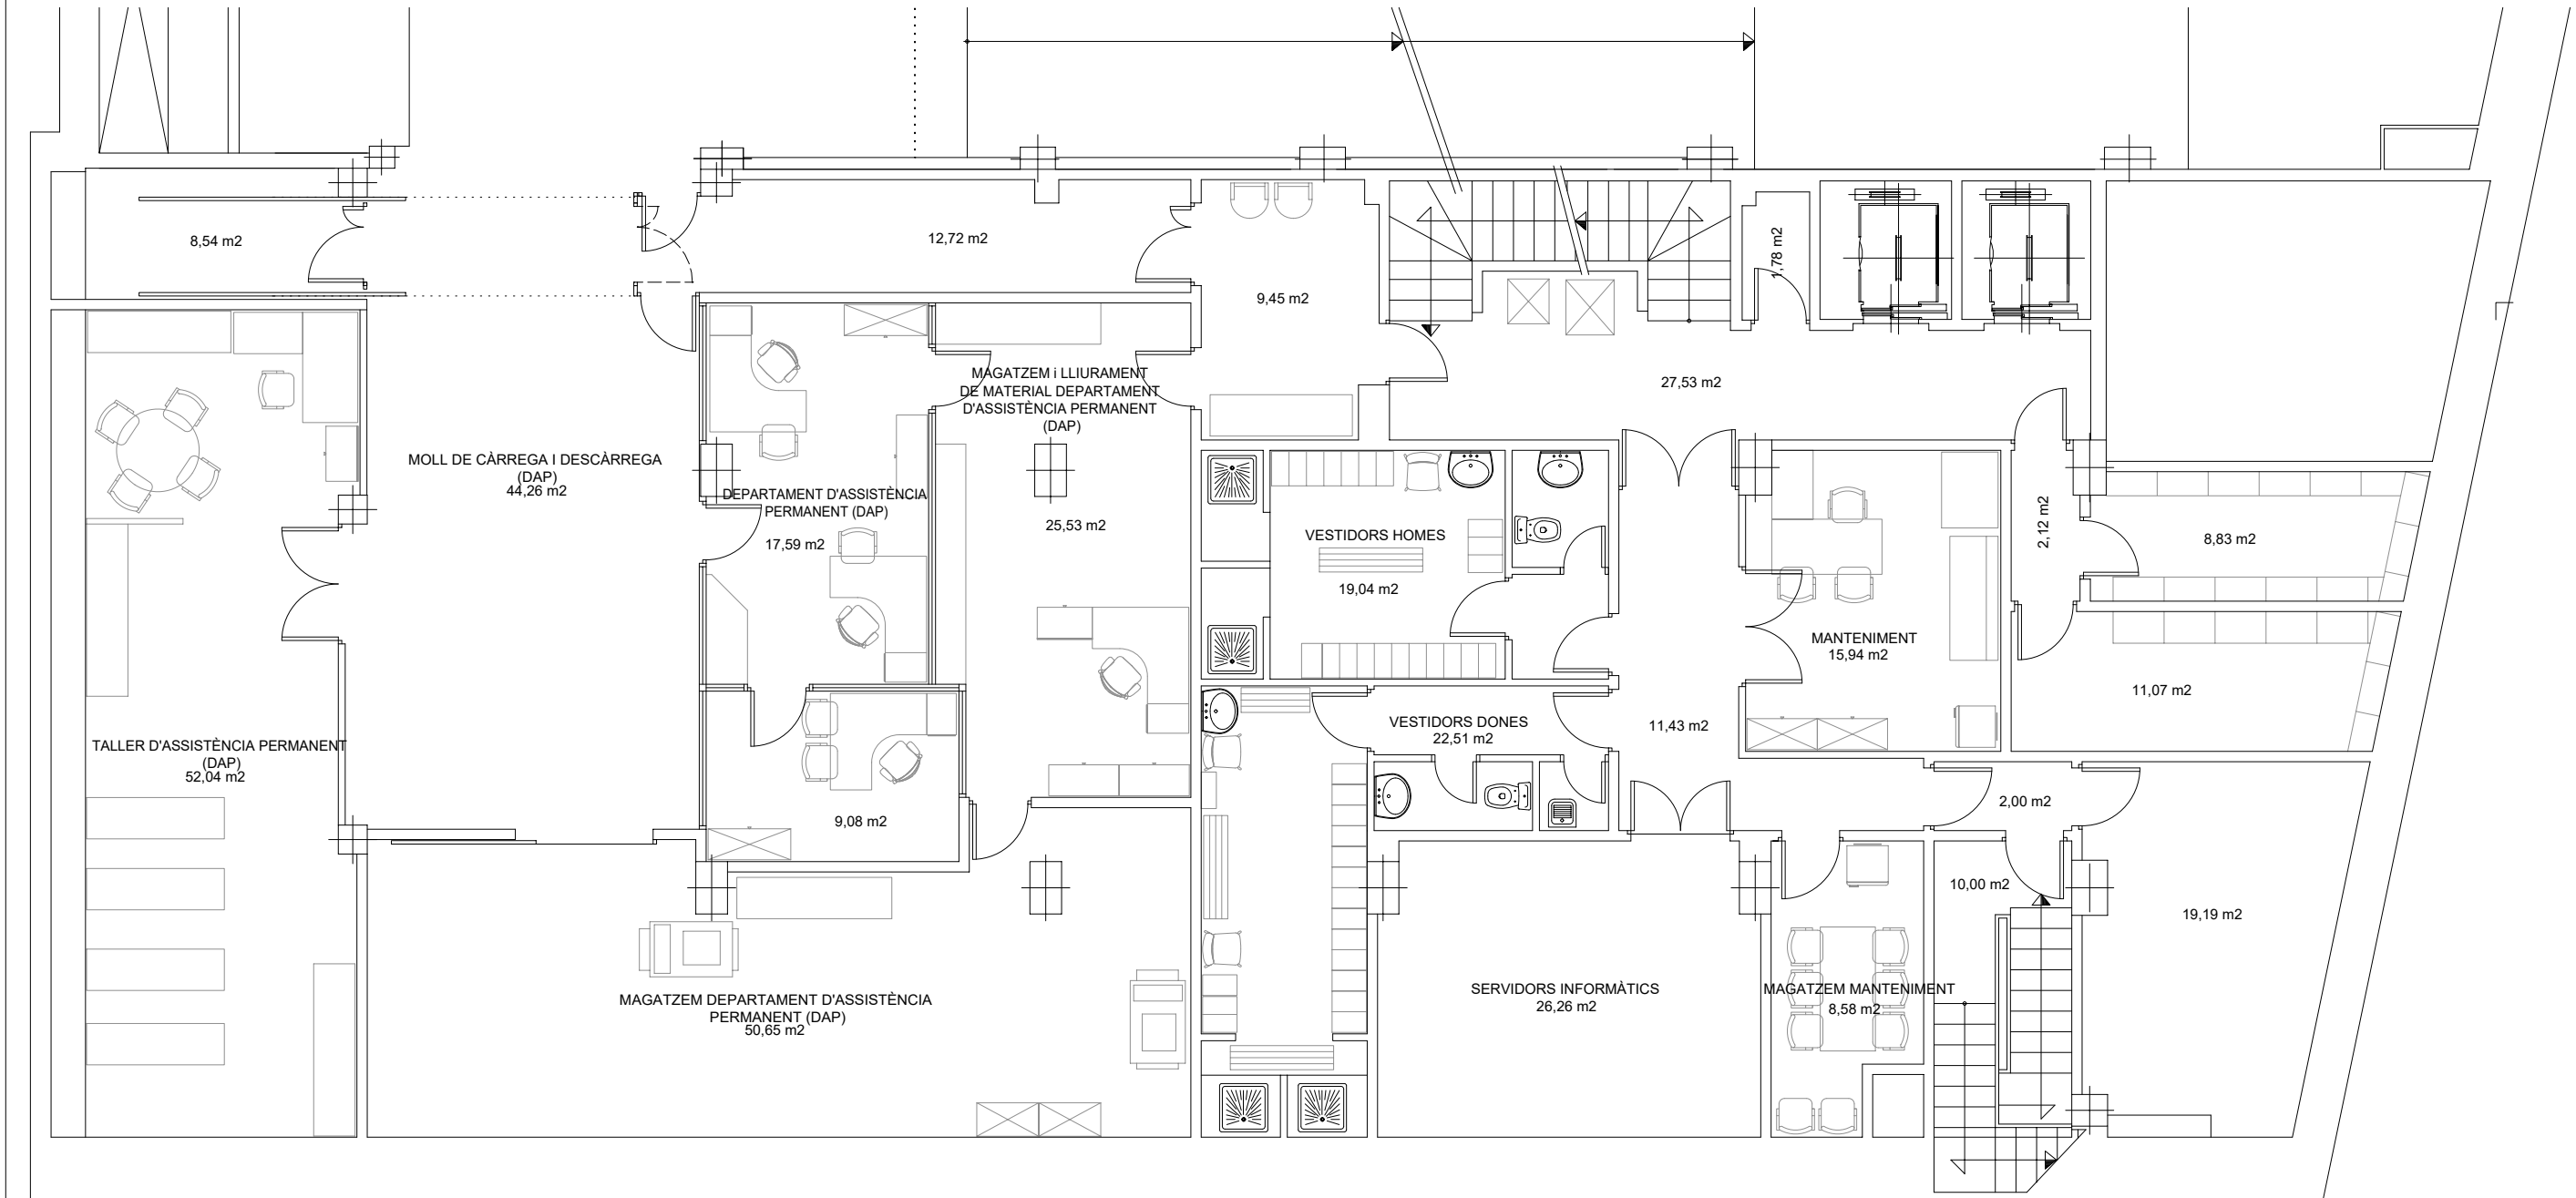 8,54 m2
12,72 m2
9,45 m2
1,78 m2
27,53 m2
MOLL DE CÀRREGA I DESCÀRREGA
(DAP)
44,26 m2
MAGATZEM i LLIURAMENT
DE MATERIAL DEPARTAMENT
D'ASSISTÈNCIA PERMANENT
(DAP)
25,53 m2
DEPARTAMENT D'ASSISTÈNCIA
PERMANENT (DAP)
17,59 m2
VESTIDORS HOMES
19,04 m2
2,12 m2
8,83 m2
MANTENIMENT
15,94 m2
11,07 m2
TALLER D'ASSISTÈNCIA PERMANENT
(DAP)
52,04 m2
VESTIDORS DONES
22,51 m2
11,43 m2
9,08 m2
2,00 m2
10,00 m2
19,19 m2
MAGATZEM DEPARTAMENT D'ASSISTÈNCIA
PERMANENT (DAP)
50,65 m2
SERVIDORS INFORMÀTICS
26,26 m2
MAGATZEM MANTENIMENT
8,58 m2